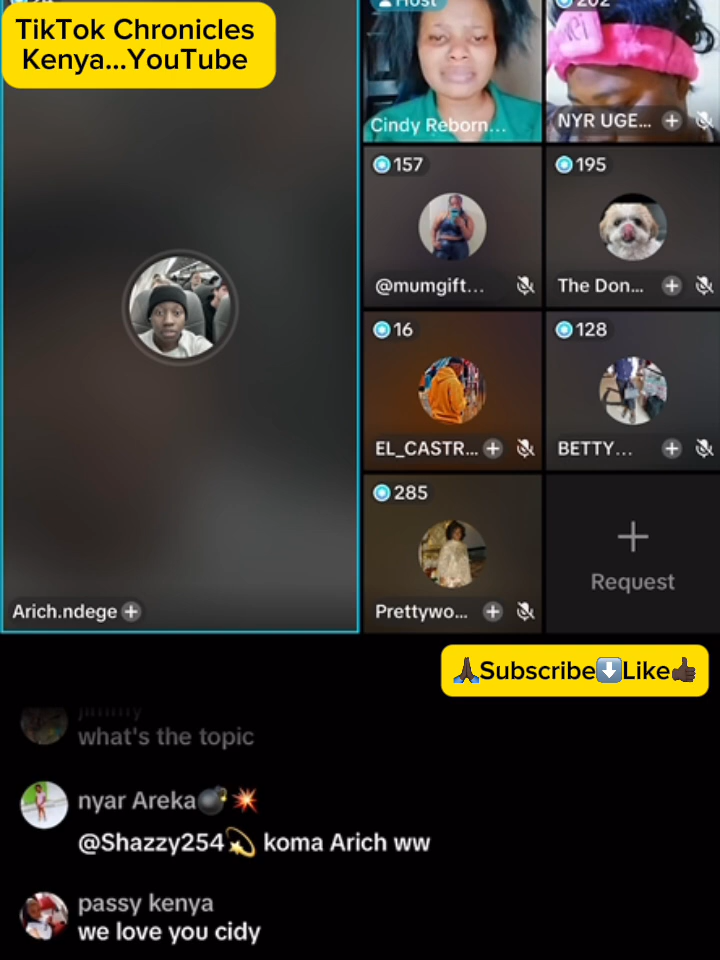 TikTok Chronicles
Kenya...YouTube
Host
Cindy Reborn...
202
NYR UGE...
157
@mumgift...
195
The Don...
16
EL_CASTR...
128
BETTY...
285
Prettywo...
Request
Arich.ndege
🙏🏿Subscribe⬇️Like👍🏿
jimmy
what's the topic
nyar Areka💣💥
@Shazzy254💫 koma Arich ww
passy kenya
we love you cidy